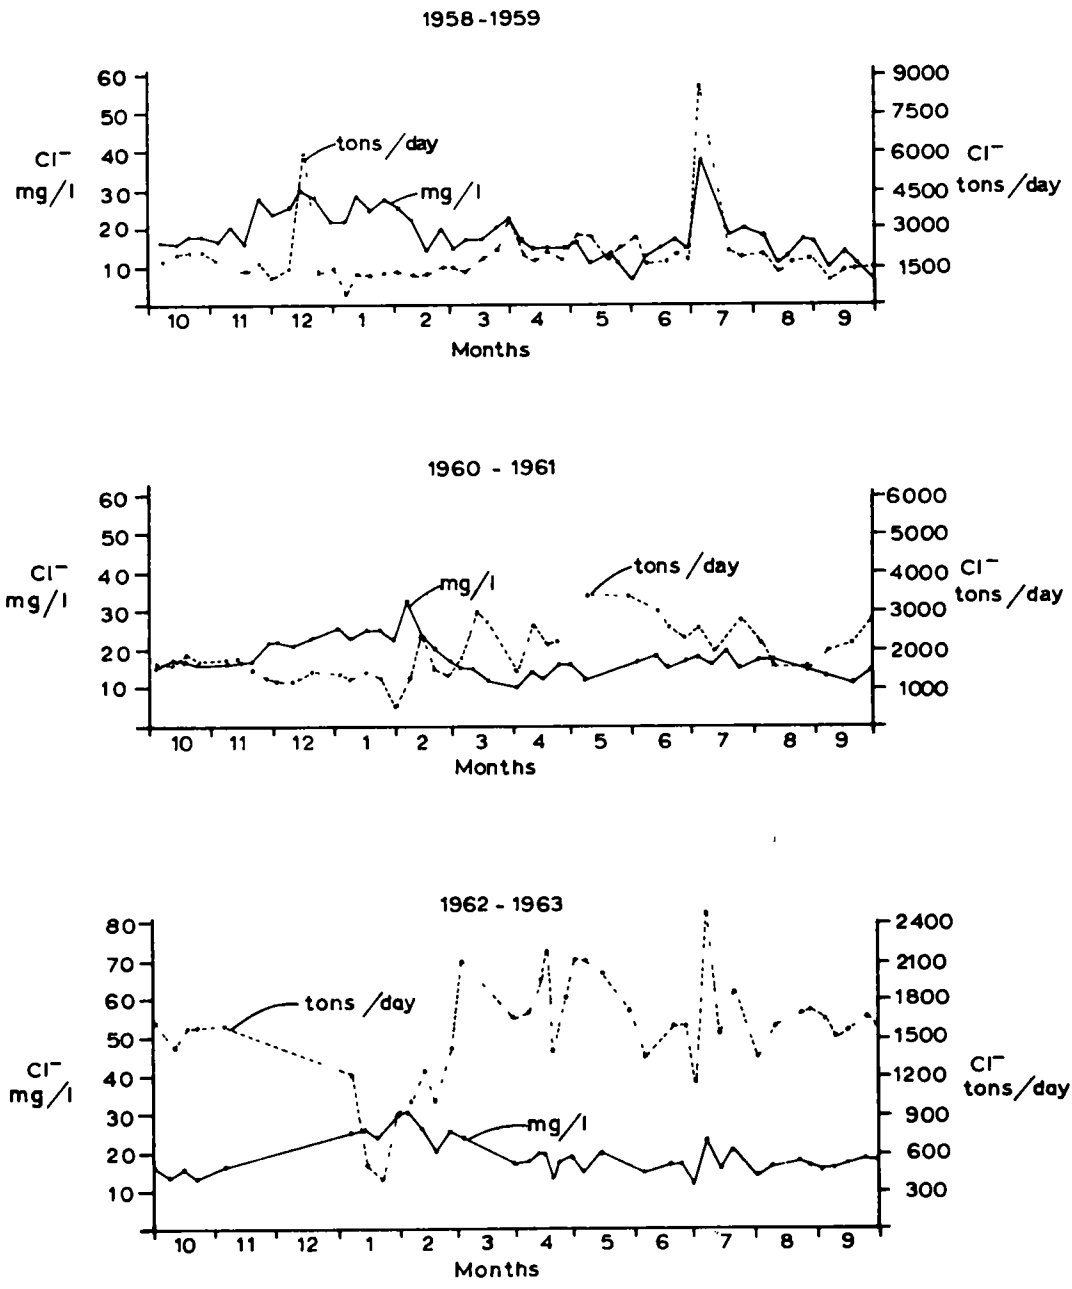 1958-1959
60
50
40
30
20
10
Cl⁻
mg/l
9000
7500
6000
4500
3000
1500
Cl⁻
tons/day
tons/day
mg/l
10 11 12 1 2 3 4 5 6 7 8 9
Months
1960 - 1961
60
50
40
30
20
10
Cl⁻
mg/l
6000
5000
4000
3000
2000
1000
Cl⁻
tons/day
mg/l
tons/day
10 11 12 1 2 3 4 5 6 7 8 9
Months
1962 - 1963
80
70
60
50
40
30
20
10
Cl⁻
mg/l
2400
2100
1800
1500
1200
900
600
300
Cl⁻
tons/day
tons/day
mg/l
10 11 12 1 2 3 4 5 6 7 8 9
Months